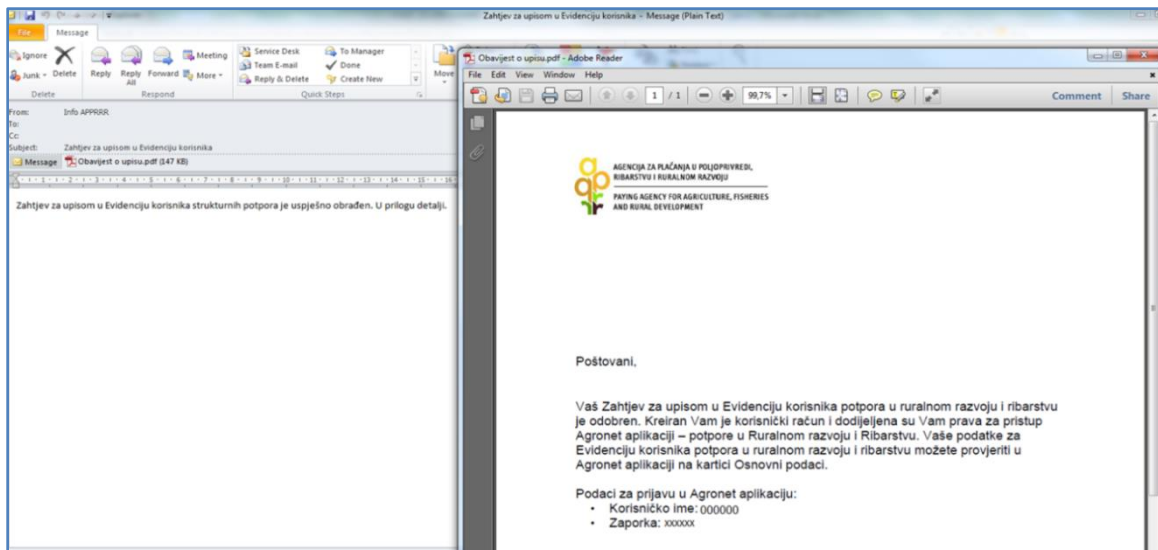 Zahtjev za upisom u Evidenciju korisnika – Message (Plain Text)
File Message
Ignore
Junk
Delete
Reply
Reply All
Forward
Meeting
More
Service Desk
Team E-mail
Reply & Delete
To Manager
Done
Create New
Move
Delete
Respond
Quick Steps
From: Info APPRRR
To:
Cc:
Subject: Zahtjev za upisom u Evidenciju korisnika
Message Obavijest o upisu.pdf (147 KB)
Zahtjev za upisom u Evidenciju korisnika strukturnih potpora je uspješno obrađen. U prilogu detalji.
Obavijest o upisu.pdf - Adobe Reader
File Edit View Window Help
1 / 1 99,7% Comment Share
AGENCIJA ZA PLAĆANJA U POLJOPRIVREDI,
RIBARSTVU I RURALNOM RAZVOJU
PAYING AGENCY FOR AGRICULTURE, FISHERIES
AND RURAL DEVELOPMENT
Poštovani,
Vaš Zahtjev za upisom u Evidenciju korisnika potpora u ruralnom razvoju i ribarstvu
je odobren. Kreiran Vam je korisnički račun i dodijeljena su Vam prava za pristup
Agronet aplikaciji – potpore u Ruralnom razvoju i Ribarstvu. Vaše podatke za
Evidenciju korisnika potpora u ruralnom razvoju i ribarstvu možete provjeriti u
Agronet aplikaciji na kartici Osnovni podaci.
Podaci za prijavu u Agronet aplikaciju:
• Korisničko ime: 000000
• Zaporka: xxxxxx